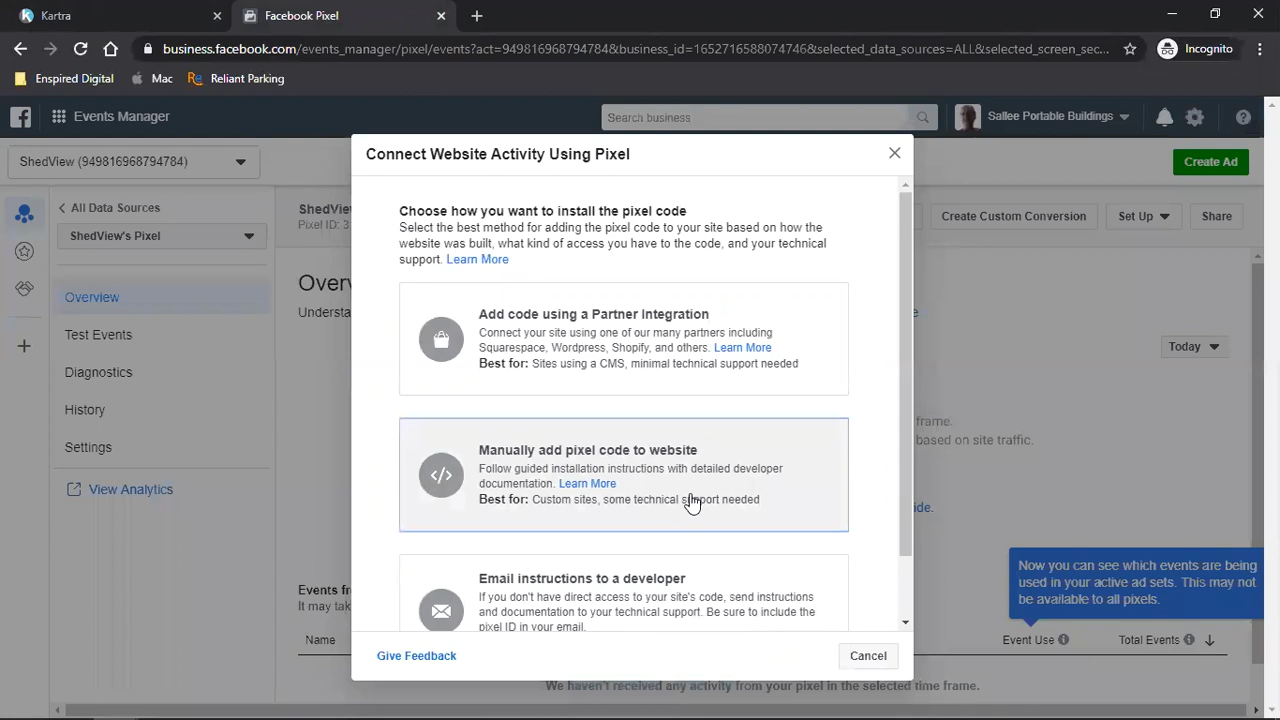 Kartra
Facebook Pixel
business.facebook.com/events_manager/pixel/events?act=949816968794784&business_id=1652716588074746&selected_data_sources=ALL&selected_screen_sec...
Incognito
Enspired Digital
Mac
Reliant Parking
Events Manager
Search business
Sallee Portable Buildings
ShedView (949816968794784)
Create Ad
Connect Website Activity Using Pixel
All Data Sources
ShedView's Pixel
ShedView
Pixel ID: 3
Create Custom Conversion
Set Up
Share
Choose how you want to install the pixel code
Select the best method for adding the pixel code to your site based on how the
website was built, what kind of access you have to the code, and your technical
support. Learn More
Overview
Test Events
Diagnostics
History
Settings
View Analytics
Today
Add code using a Partner Integration
Connect your site using one of our many partners including
Squarespace, Wordpress, Shopify, and others. Learn More
Best for: Sites using a CMS, minimal technical support needed
frame.
based on site traffic.
Manually add pixel code to website
Follow guided installation instructions with detailed developer
documentation. Learn More
Best for: Custom sites, some technical support needed
Email instructions to a developer
If you don't have direct access to your site's code, send instructions
and documentation to your technical support. Be sure to include the
pixel ID in your email.
Now you can see which events are being
used in your active ad sets. This may not
be available to all pixels.
It may
Name
Event Use
Total Events
Give Feedback
Cancel
We haven't received any activity from your pixel in the selected time frame.